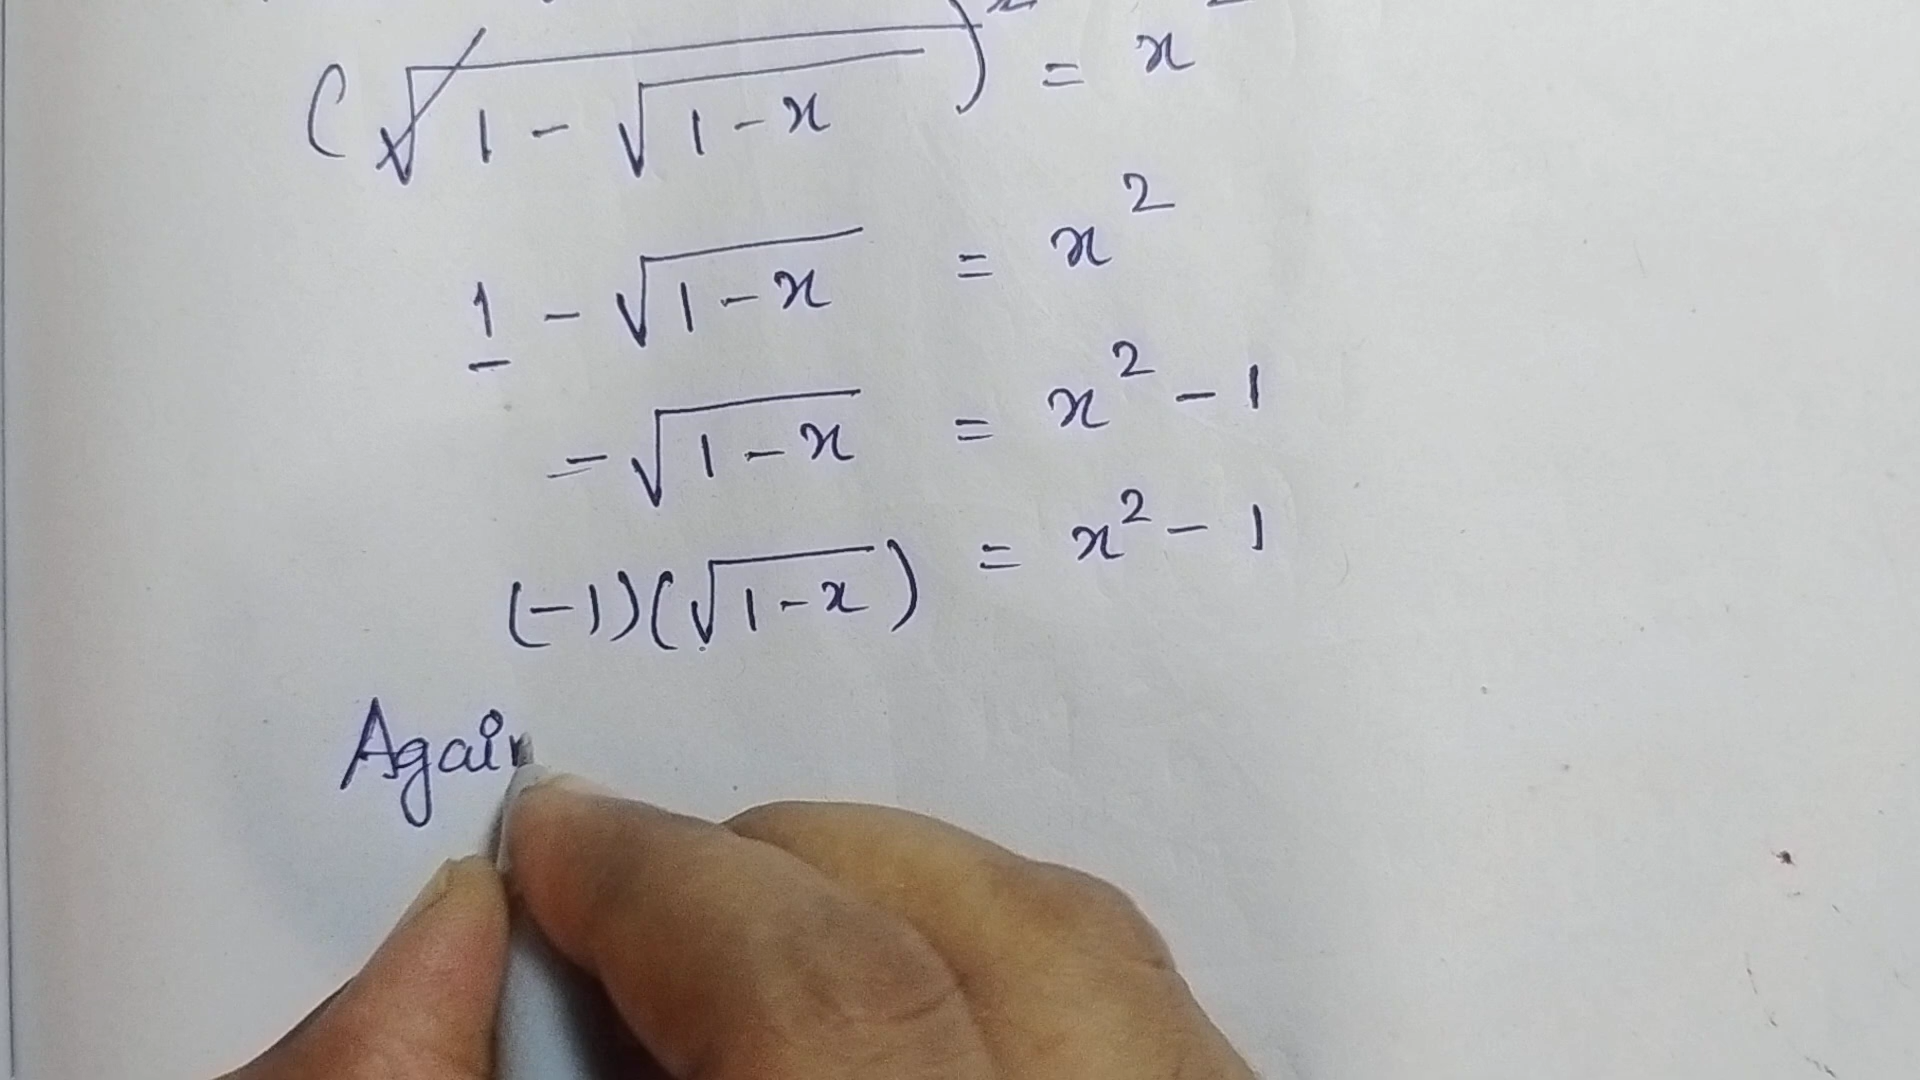 (√(1 - √(1 - x)))² = x²
1 - √(1 - x) = x²
- √(1 - x) = x² - 1
(-1)(√(1 - x)) = x² - 1
Again